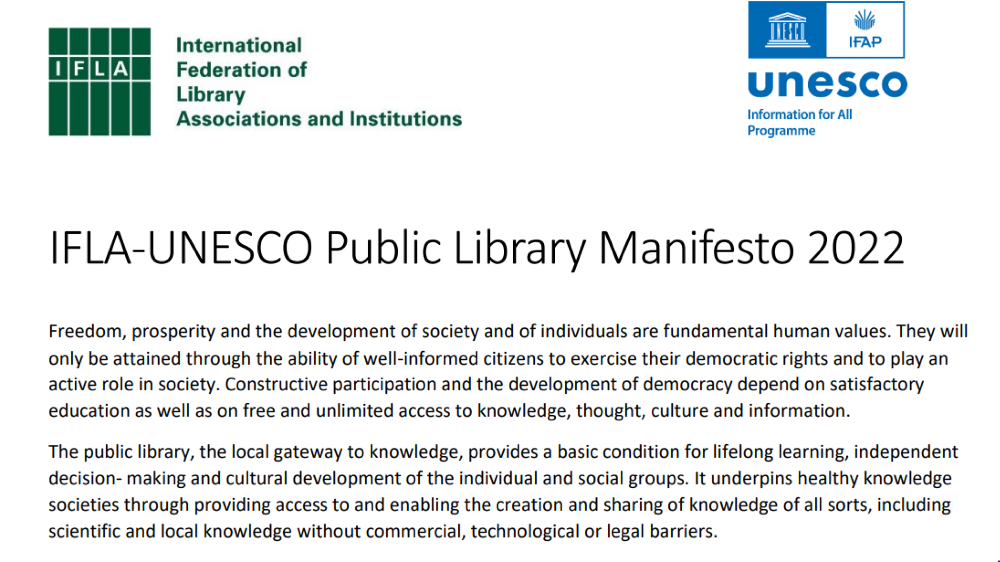 IFLA
International
Federation of
Library
Associations and Institutions
UNESCO
IFAP
unesco
Information for All
Programme
IFLA-UNESCO Public Library Manifesto 2022
Freedom, prosperity and the development of society and of individuals are fundamental human values. They will
only be attained through the ability of well-informed citizens to exercise their democratic rights and to play an
active role in society. Constructive participation and the development of democracy depend on satisfactory
education as well as on free and unlimited access to knowledge, thought, culture and information.
The public library, the local gateway to knowledge, provides a basic condition for lifelong learning, independent
decision- making and cultural development of the individual and social groups. It underpins healthy knowledge
societies through providing access to and enabling the creation and sharing of knowledge of all sorts, including
scientific and local knowledge without commercial, technological or legal barriers.